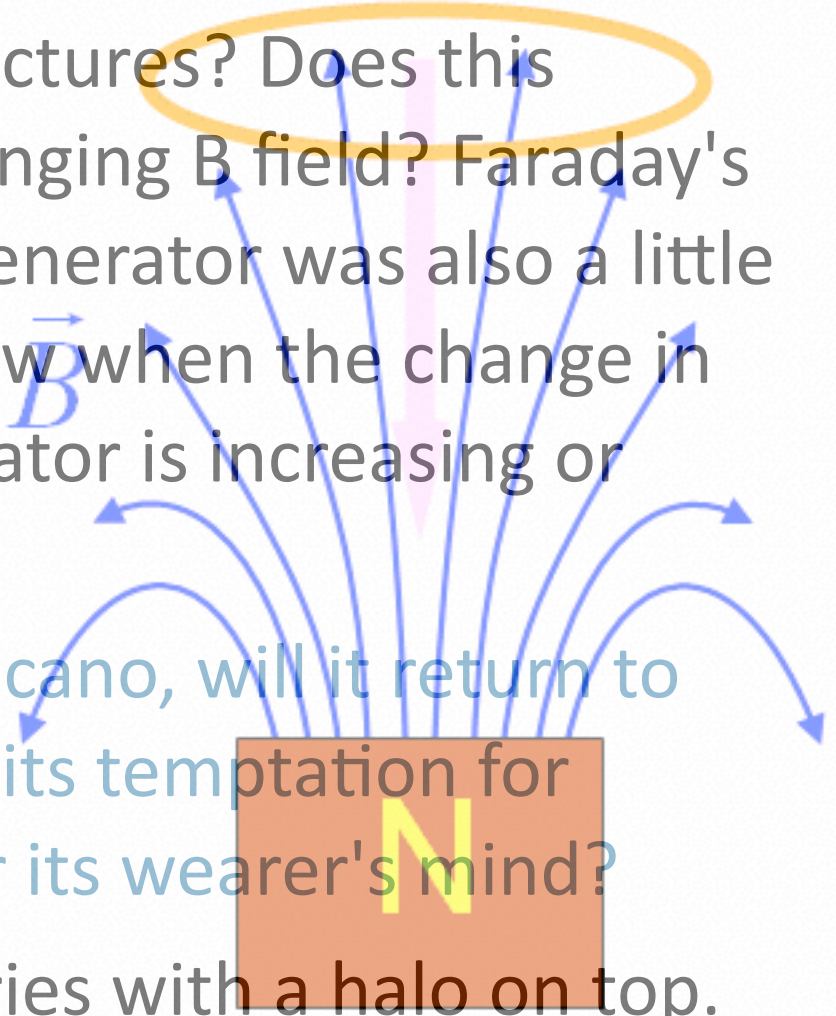 ctures? Does this
nging B field? Faraday's
enerator was also a little
w when the change in
B
ator is increasing or
cano, will it return to
its temptation for
r its wearer's mind?
N
ries with a halo on top.